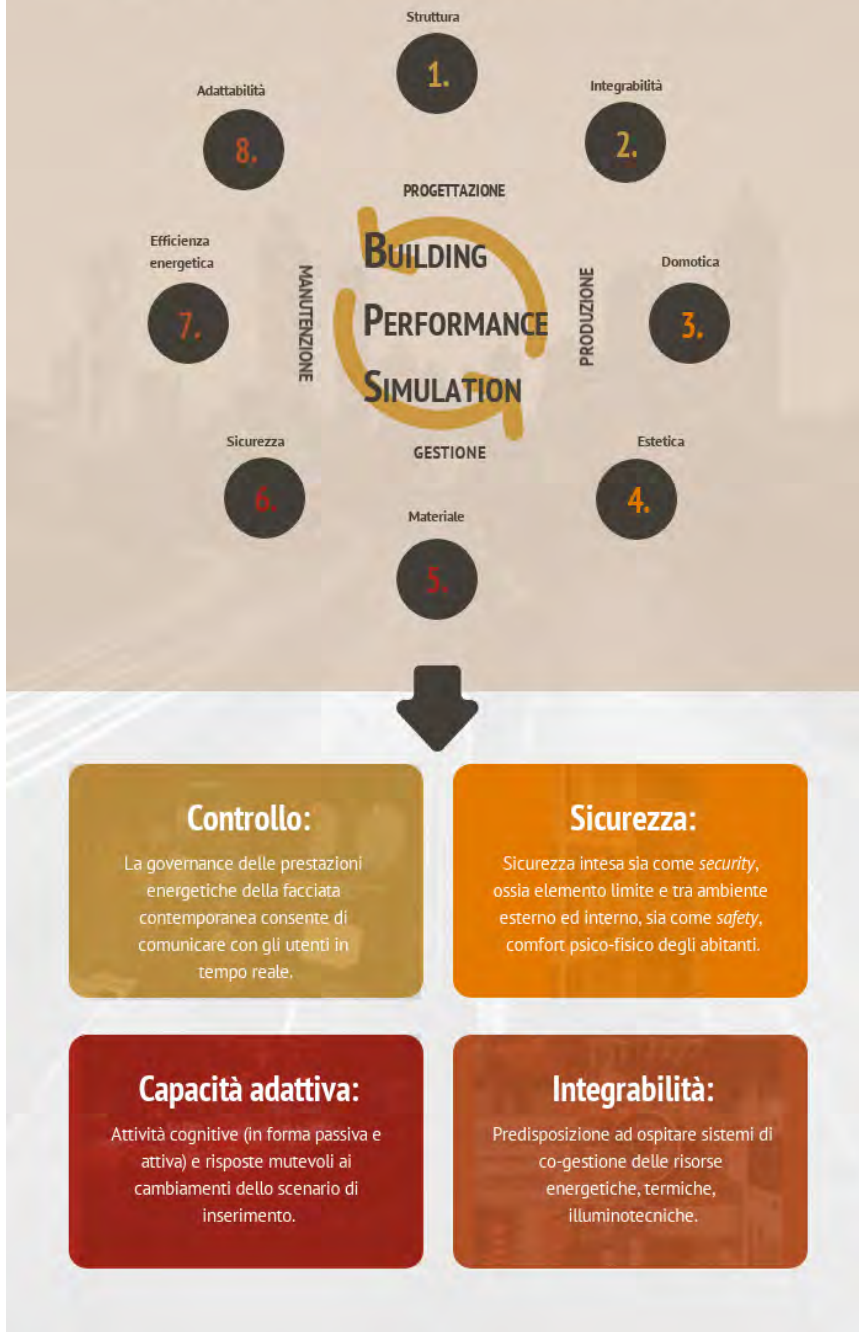 Struttura
1.
Integrabilità
2.
Domotica
3.
Estetica
4.
Materiale
5.
Sicurezza
6.
Efficienza
energetica
7.
Adattabilità
8.
PROGETTAZIONE
PRODUZIONE
GESTIONE
MANUTENZIONE
BUILDING
PERFORMANCE
SIMULATION
Controllo:
La governance delle prestazioni
energetiche della facciata
contemporanea consente di
comunicare con gli utenti in
tempo reale.
Sicurezza:
Sicurezza intesa sia come security,
ossia elemento limite e tra ambiente
esterno ed interno, sia come safety,
comfort psico-fisico degli abitanti.
Capacità adattiva:
Attività cognitive (in forma passiva e
attiva) e risposte mutevoli ai
cambiamenti dello scenario di
inserimento.
Integrabilità:
Predisposizione ad ospitare sistemi di
co-gestione delle risorse
energetiche, termiche,
illuminotecniche.